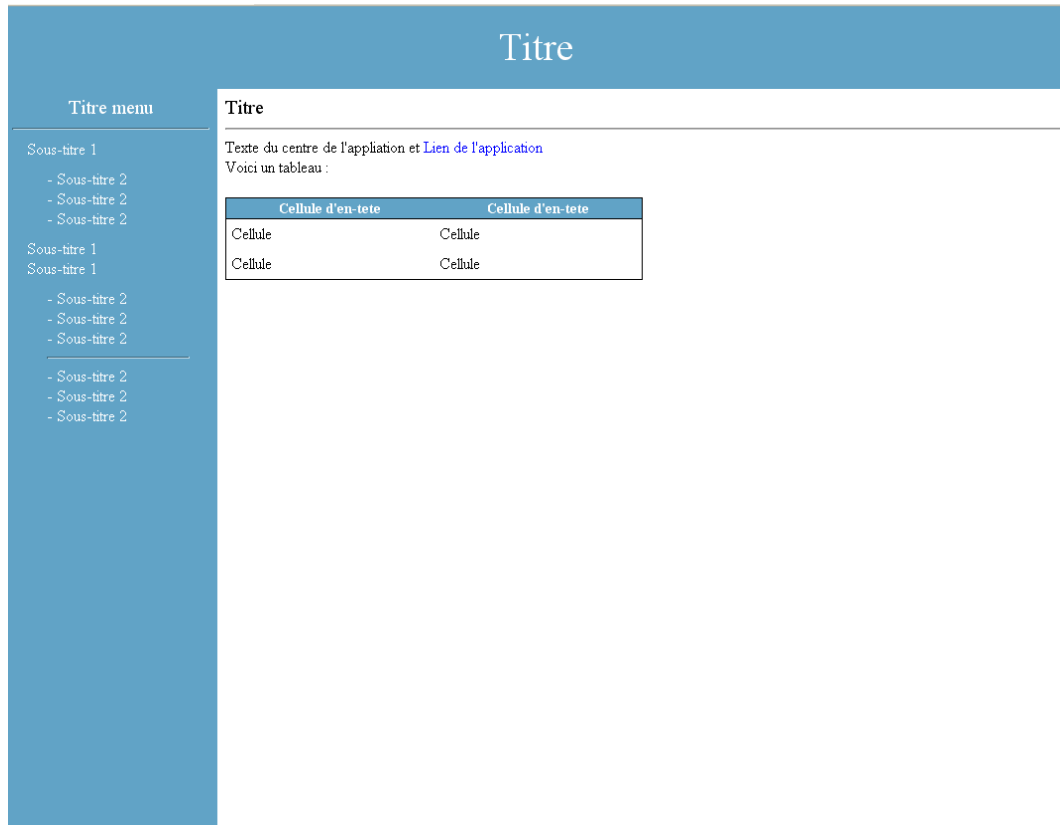 Titre
Titre menu
Sous-titre 1
- Sous-titre 2
- Sous-titre 2
- Sous-titre 2
Sous-titre 1
Sous-titre 1
- Sous-titre 2
- Sous-titre 2
- Sous-titre 2
- Sous-titre 2
- Sous-titre 2
- Sous-titre 2
Titre
Texte du centre de l'appliation et Lien de l'application
Voici un tableau :
Cellule d'en-tete Cellule d'en-tete
Cellule Cellule
Cellule Cellule